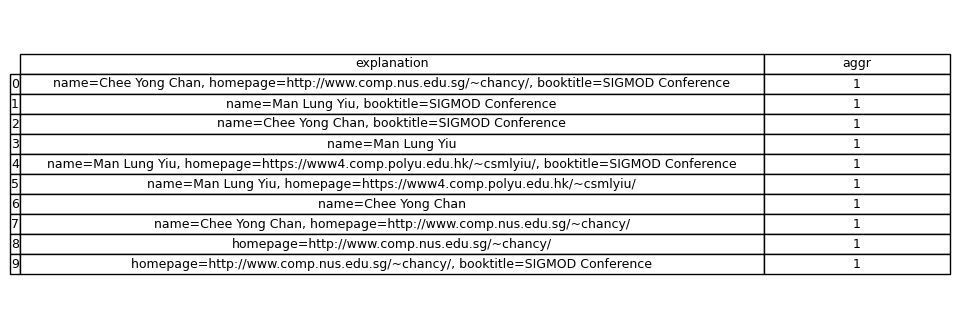 explanation aggr
0 name=Chee Yong Chan, homepage=http://www.comp.nus.edu.sg/~chancy/, booktitle=SIGMOD Conference 1
1 name=Man Lung Yiu, booktitle=SIGMOD Conference 1
2 name=Chee Yong Chan, booktitle=SIGMOD Conference 1
3 name=Man Lung Yiu 1
4 name=Man Lung Yiu, homepage=https://www4.comp.polyu.edu.hk/~csmlyiu/, booktitle=SIGMOD Conference 1
5 name=Man Lung Yiu, homepage=https://www4.comp.polyu.edu.hk/~csmlyiu/ 1
6 name=Chee Yong Chan 1
7 name=Chee Yong Chan, homepage=http://www.comp.nus.edu.sg/~chancy/ 1
8 homepage=http://www.comp.nus.edu.sg/~chancy/ 1
9 homepage=http://www.comp.nus.edu.sg/~chancy/, booktitle=SIGMOD Conference 1